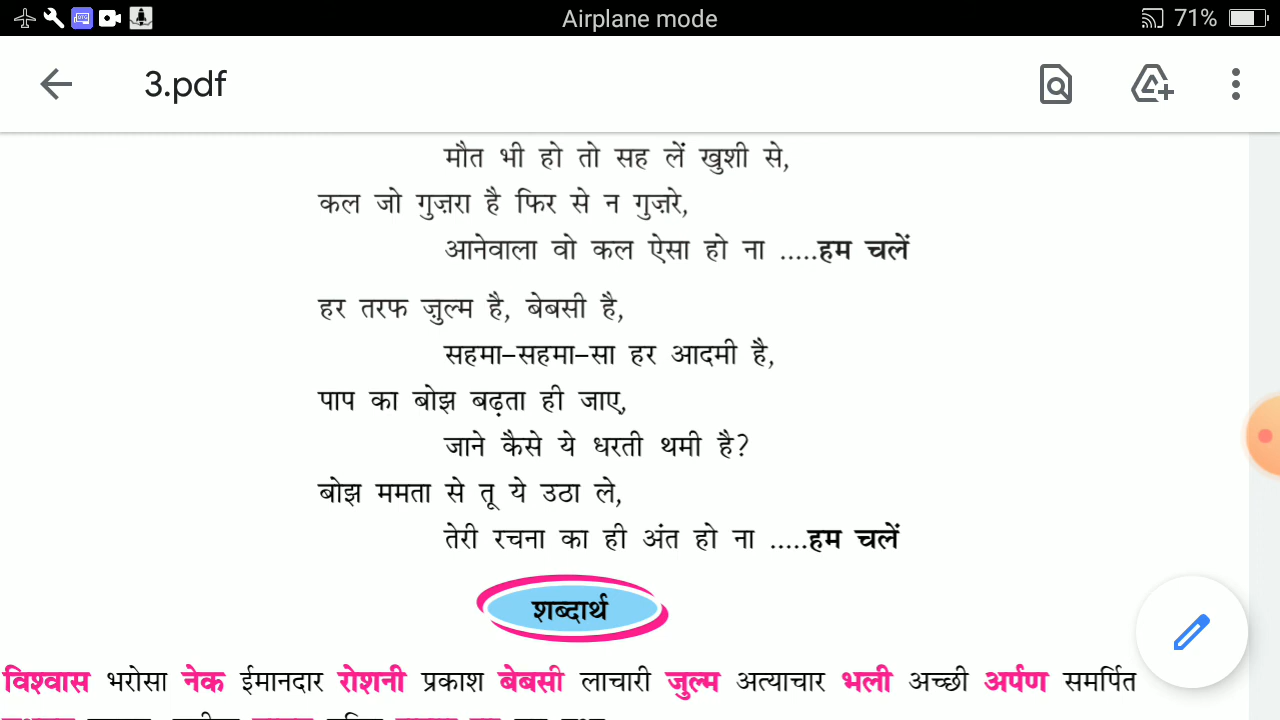 Airplane mode
71%
3.pdf
मौत भी हो तो सह लें खुशी से,
कल जो गुज़रा है फिर से न गुज़रे,
आनेवाला वो कल ऐसा हो ना .....हम चलें
हर तरफ ज़ुल्म है, बेबसी है,
सहमा–सहमा–सा हर आदमी है,
पाप का बोझ बढ़ता ही जाए,
जाने कैसे ये धरती थमी है?
बोझ ममता से तू ये उठा ले,
तेरी रचना का ही अंत हो ना .....हम चलें
शब्दार्थ
विश्वास भरोसा नेक ईमानदार रोशनी प्रकाश बेबसी लाचारी जुल्म अत्याचार भली अच्छी अर्पण समर्पित